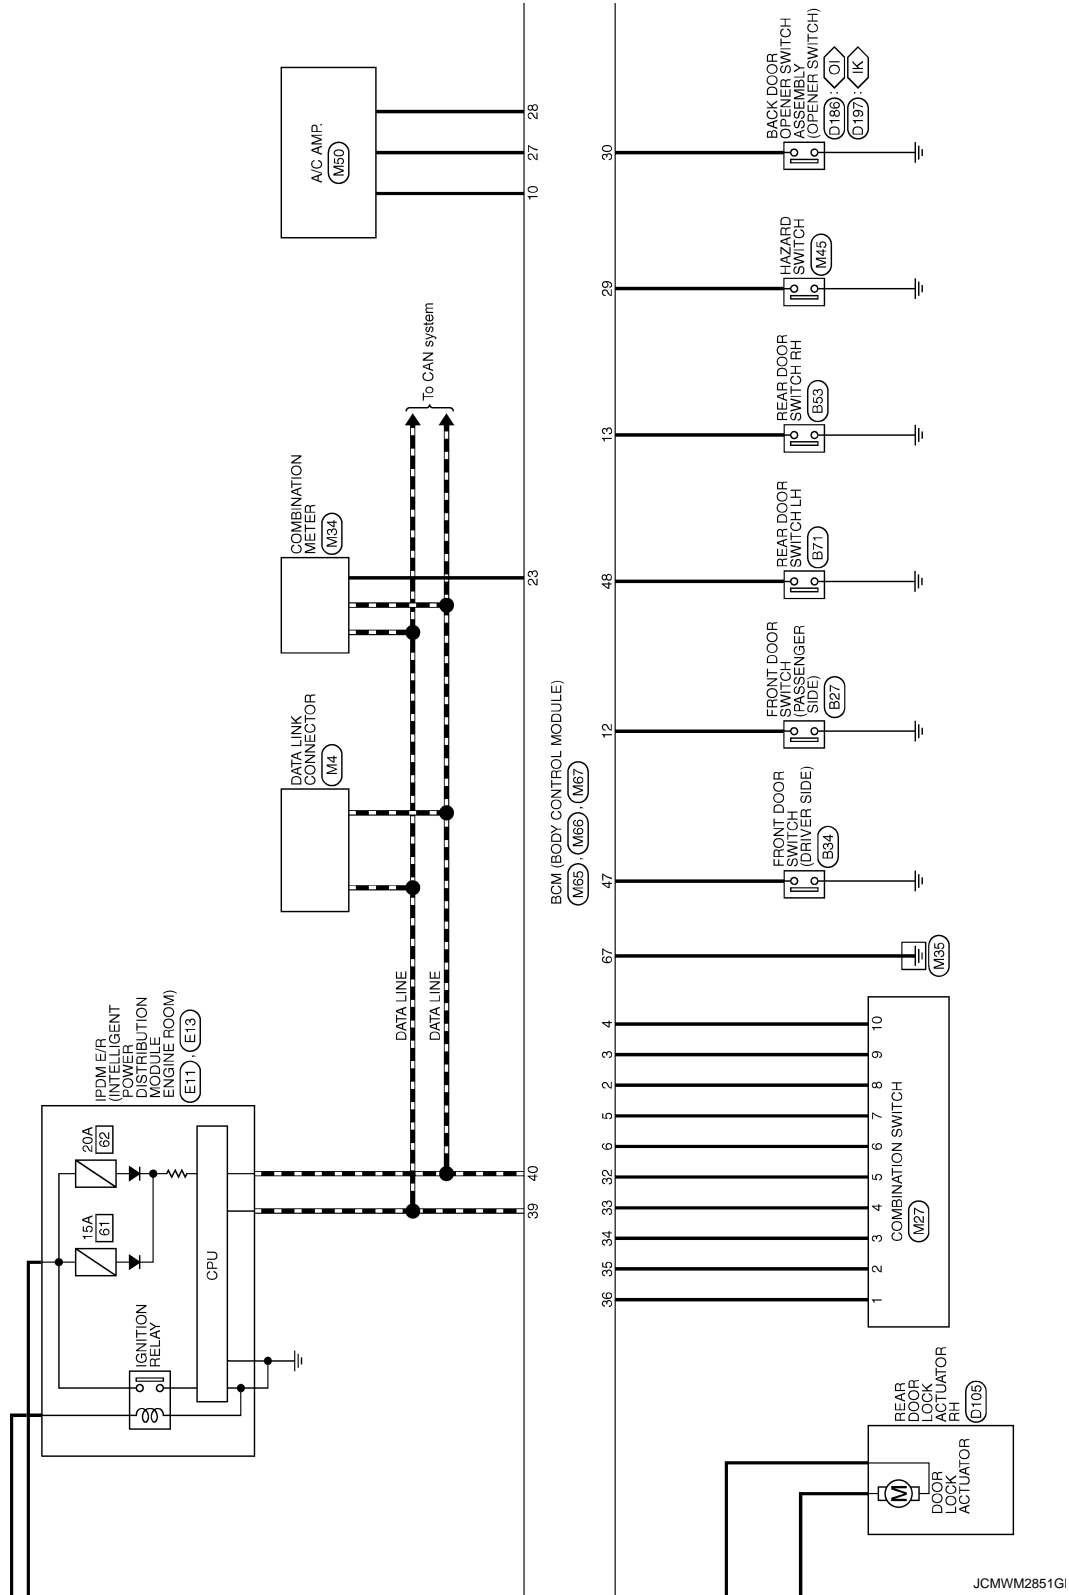 A/C AMP.
M50
28
27
10
To CAN system
COMBINATION
METER
M34
23
DATA LINK
CONNECTOR
M4
DATA LINE
DATA LINE
IPDM E/R
(INTELLIGENT
POWER
DISTRIBUTION
MODULE
ENGINE ROOM)
E11 , E13
20A
62
15A
61
CPU
IGNITION
RELAY
40
39
BCM (BODY CONTROL MODULE)
M65 , M66 , M67
30
BACK DOOR
OPENER SWITCH
ASSEMBLY
(OPENER SWITCH)
D186 : OI
D197 : IK
29
HAZARD
SWITCH
M45
13
REAR DOOR
SWITCH RH
B53
48
REAR DOOR
SWITCH LH
B71
12
FRONT DOOR
SWITCH
(PASSENGER
SIDE)
B27
47
FRONT DOOR
SWITCH
(DRIVER SIDE)
B34
67
M35
4
3
2
5
6
32
33
34
35
36
10
9
8
7
6
5
4
3
2
1
COMBINATION SWITCH
M27
REAR
DOOR
LOCK
ACTUATOR
RH
D105
M
DOOR
LOCK
ACTUATOR